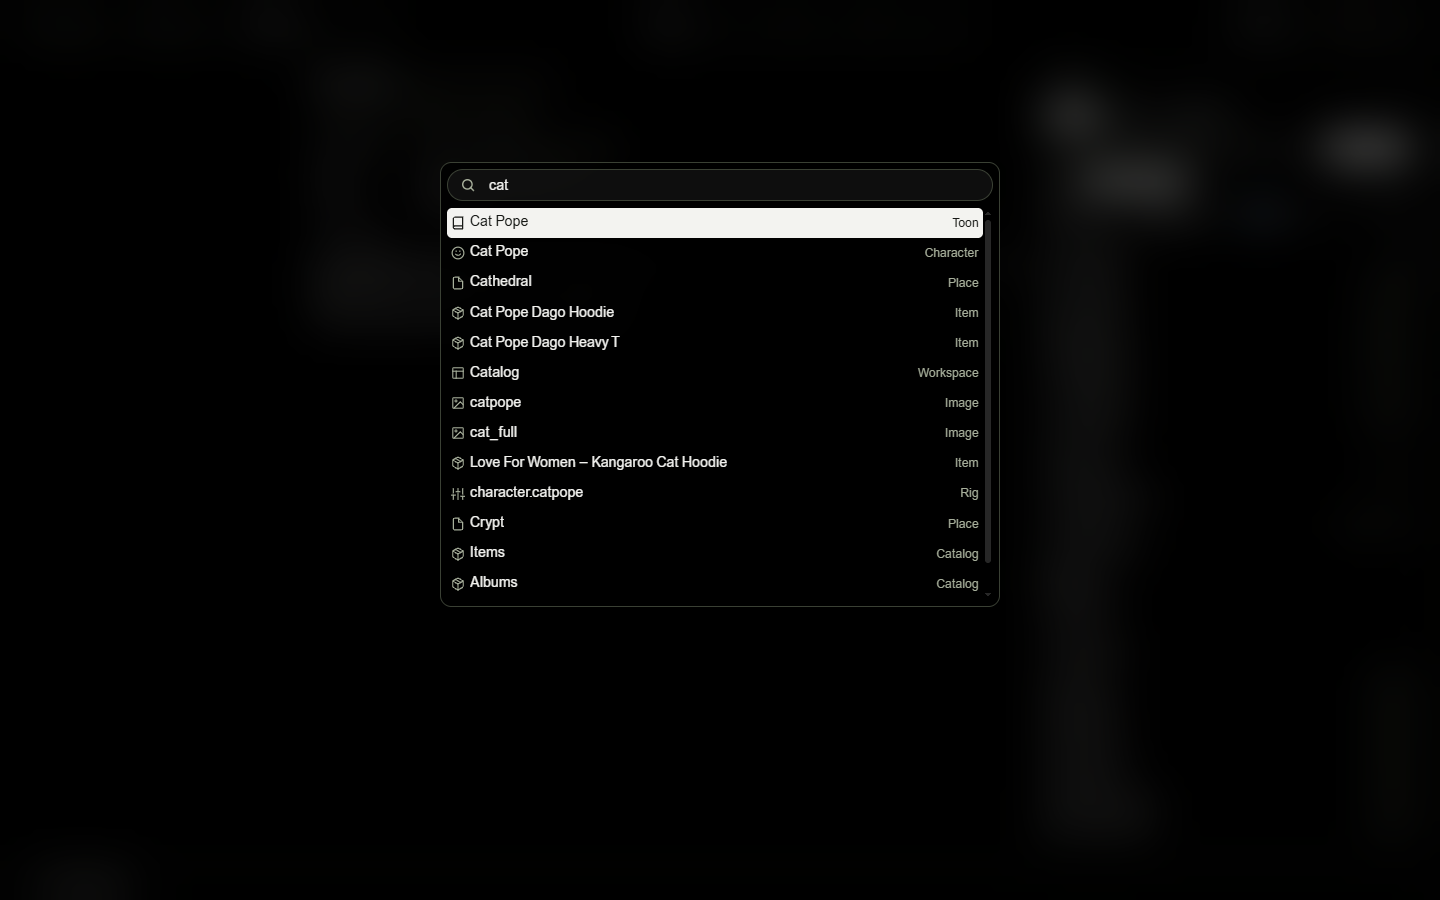 cat
Cat Pope Toon
Cat Pope Character
Cathedral Place
Cat Pope Dago Hoodie Item
Cat Pope Dago Heavy T Item
Catalog Workspace
catpope Image
cat_full Image
Love For Women – Kangaroo Cat Hoodie Item
character.catpope Rig
Crypt Place
Items Catalog
Albums Catalog